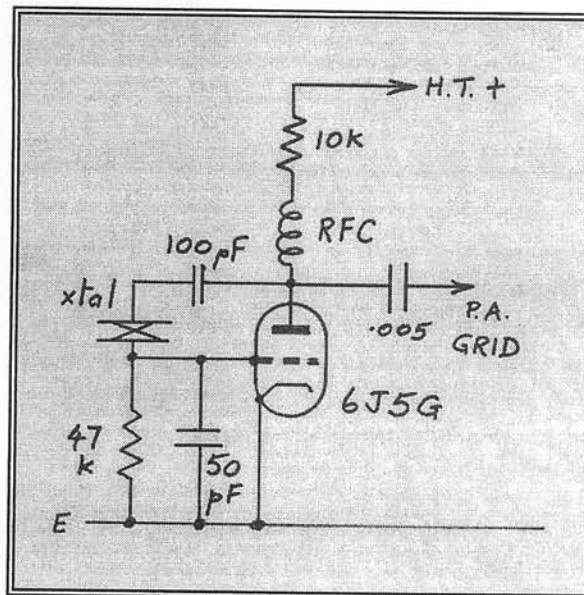 H.T. +
10k
RFC
100pF
xtal
.005
P.A.
GRID
6J5G
47
k
50
pF
E